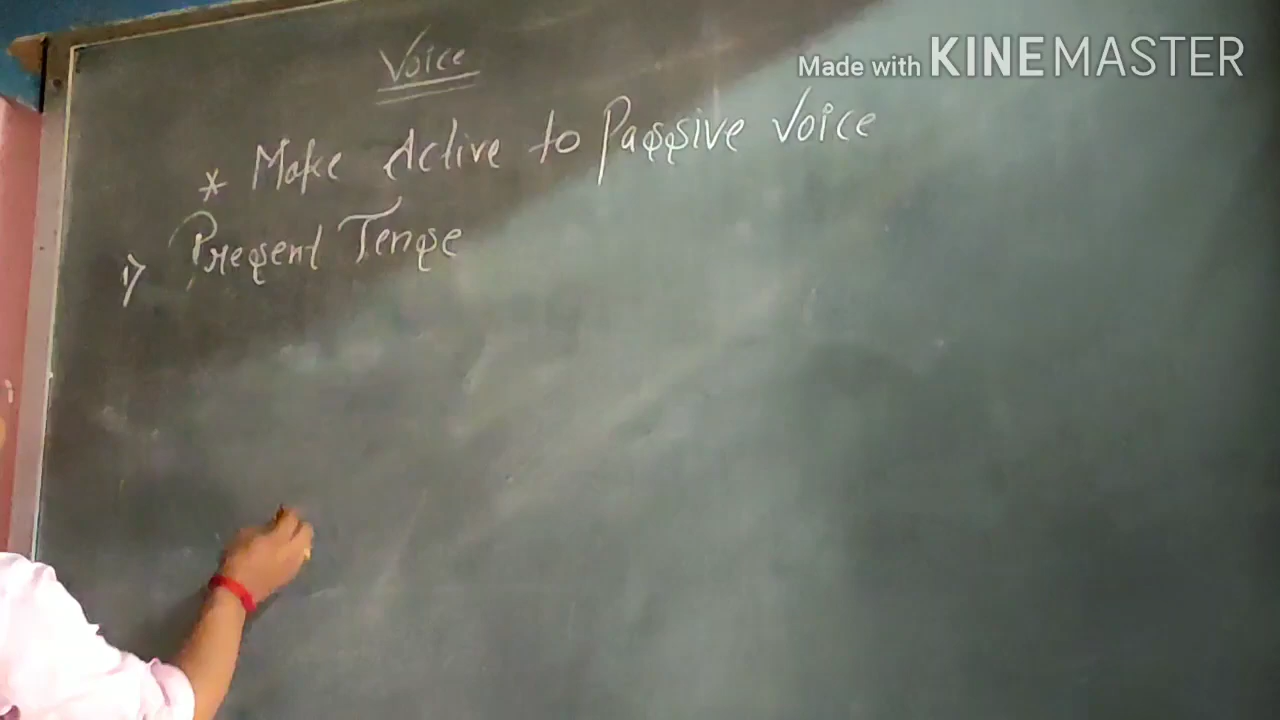 Voice
Made with KINEMASTER
* Make Active to Passive Voice
1) Present Tense